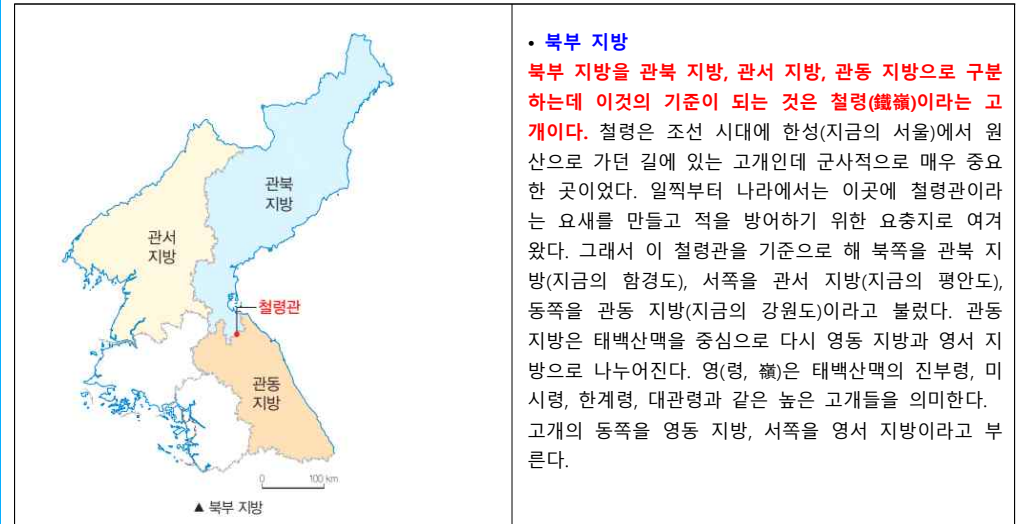 관북
지방
관서
지방
철령관
관동
지방
0 100 km
▲ 북부 지방
• 북부 지방
북부 지방을 관북 지방, 관서 지방, 관동 지방으로 구분
하는데 이것의 기준이 되는 것은 철령(鐵嶺)이라는 고
개이다. 철령은 조선 시대에 한성(지금의 서울)에서 원
산으로 가던 길에 있는 고개인데 군사적으로 매우 중요
한 곳이었다. 일찍부터 나라에서는 이곳에 철령관이라
는 요새를 만들고 적을 방어하기 위한 요충지로 여겨
왔다. 그래서 이 철령관을 기준으로 해 북쪽을 관북 지
방(지금의 함경도), 서쪽을 관서 지방(지금의 평안도),
동쪽을 관동 지방(지금의 강원도)이라고 불렀다. 관동
지방은 태백산맥을 중심으로 다시 영동 지방과 영서 지
방으로 나누어진다. 영(령, 嶺)은 태백산맥의 진부령, 미
시령, 한계령, 대관령과 같은 높은 고개들을 의미한다.
고개의 동쪽을 영동 지방, 서쪽을 영서 지방이라고 부
른다.